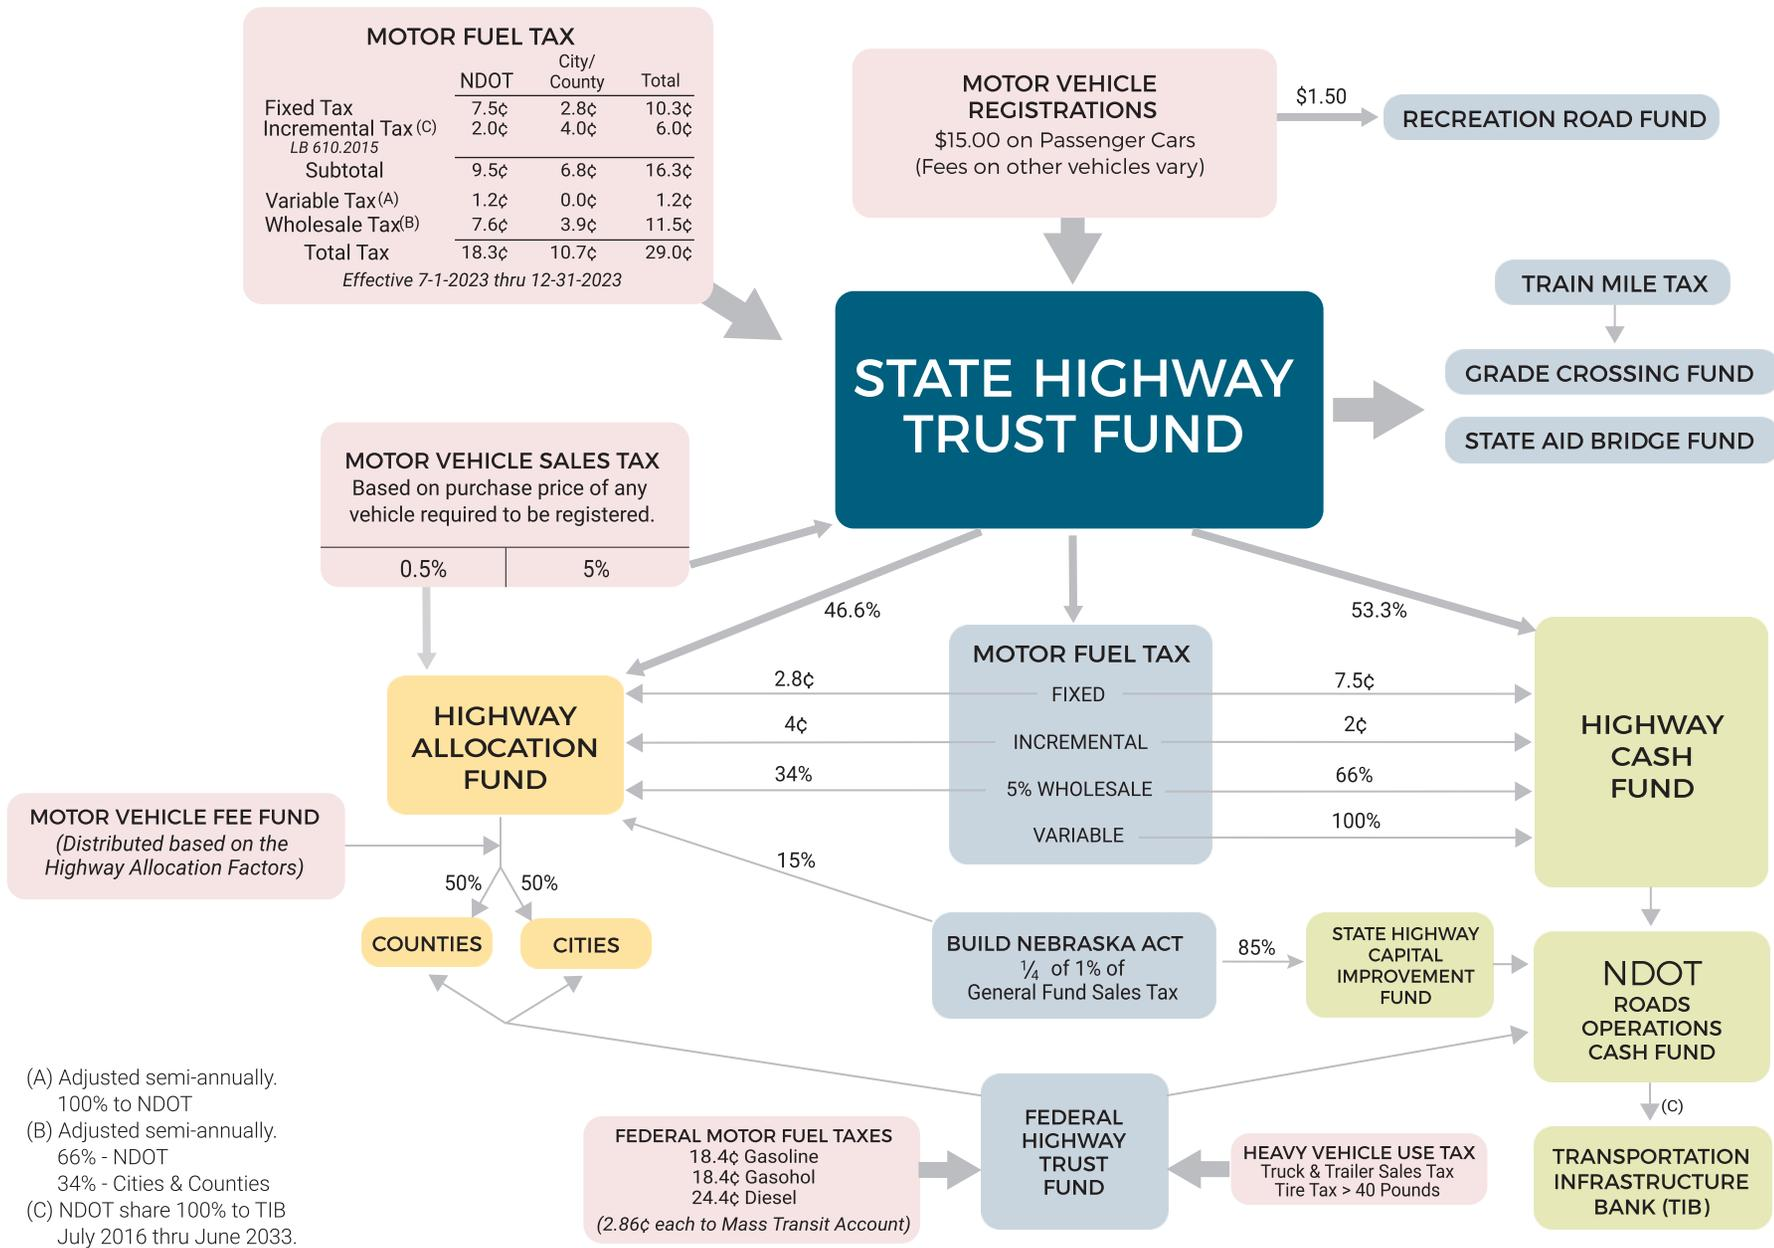 MOTOR FUEL TAX
NDOT City/ County Total
Fixed Tax 7.5¢ 2.8¢ 10.3¢
Incremental Tax (C) 2.0¢ 4.0¢ 6.0¢
LB 610.2015
Subtotal 9.5¢ 6.8¢ 16.3¢
Variable Tax(A) 1.2¢ 0.0¢ 1.2¢
Wholesale Tax(B) 7.6¢ 3.9¢ 11.5¢
Total Tax 18.3¢ 10.7¢ 29.0¢
Effective 7-1-2023 thru 12-31-2023
MOTOR VEHICLE
REGISTRATIONS
$15.00 on Passenger Cars
(Fees on other vehicles vary)
$1.50
RECREATION ROAD FUND
TRAIN MILE TAX
GRADE CROSSING FUND
STATE AID BRIDGE FUND
STATE HIGHWAY
TRUST FUND
MOTOR VEHICLE SALES TAX
Based on purchase price of any
vehicle required to be registered.
0.5% 5%
46.6%
53.3%
MOTOR FUEL TAX
2.8¢ FIXED 7.5¢
4¢ INCREMENTAL 2¢
34% 5% WHOLESALE 66%
VARIABLE 100%
HIGHWAY
ALLOCATION
FUND
HIGHWAY
CASH
FUND
MOTOR VEHICLE FEE FUND
(Distributed based on the
Highway Allocation Factors)
50% 50%
COUNTIES
CITIES
15%
BUILD NEBRASKA ACT
¼ of 1% of
General Fund Sales Tax
85%
STATE HIGHWAY
CAPITAL
IMPROVEMENT
FUND
NDOT
ROADS
OPERATIONS
CASH FUND
(C)
TRANSPORTATION
INFRASTRUCTURE
BANK (TIB)
FEDERAL
HIGHWAY
TRUST
FUND
FEDERAL MOTOR FUEL TAXES
18.4¢ Gasoline
18.4¢ Gasohol
24.4¢ Diesel
(2.86¢ each to Mass Transit Account)
HEAVY VEHICLE USE TAX
Truck & Trailer Sales Tax
Tire Tax > 40 Pounds
(A) Adjusted semi-annually.
100% to NDOT
(B) Adjusted semi-annually.
66% - NDOT
34% - Cities & Counties
(C) NDOT share 100% to TIB
July 2016 thru June 2033.